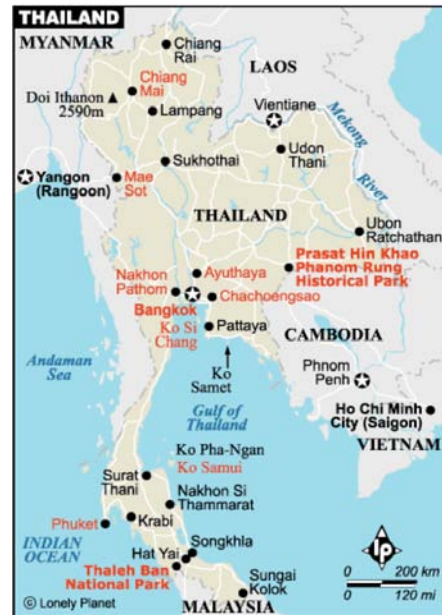 THAILAND
MYANMAR
Chiang
Rai
LAOS
Chiang
Mai
Doi Ithanon
2590m
Lampang
Vientiane
Mekong
River
Udon
Thani
Sukhothai
Yangon
(Rangoon)
Mae
Sot
THAILAND
Ubon
Ratchathan
Prasat Hin Khao
Phanom Rung
Historical Park
Ayuthaya
Nakhon
Pathom
Chachoengsao
Bangkok
Ko Si
Chang
Pattaya
CAMBODIA
Andaman
Sea
Ko
Samet
Phnom
Penh
Gulf of
Thailand
Ho Chi Minh
City (Saigon)
VIETNAM
Ko Pha-Ngan
Ko Samui
Surat
Thani
Nakhon Si
Thammarat
Phuket
Krabi
INDIAN
OCEAN
Songkhla
Hat Yai
Thaleh Ban
National Park
Sungai
Kolok
MALAYSIA
lp
0 200 km
0 120 mi
© Lonely Planet